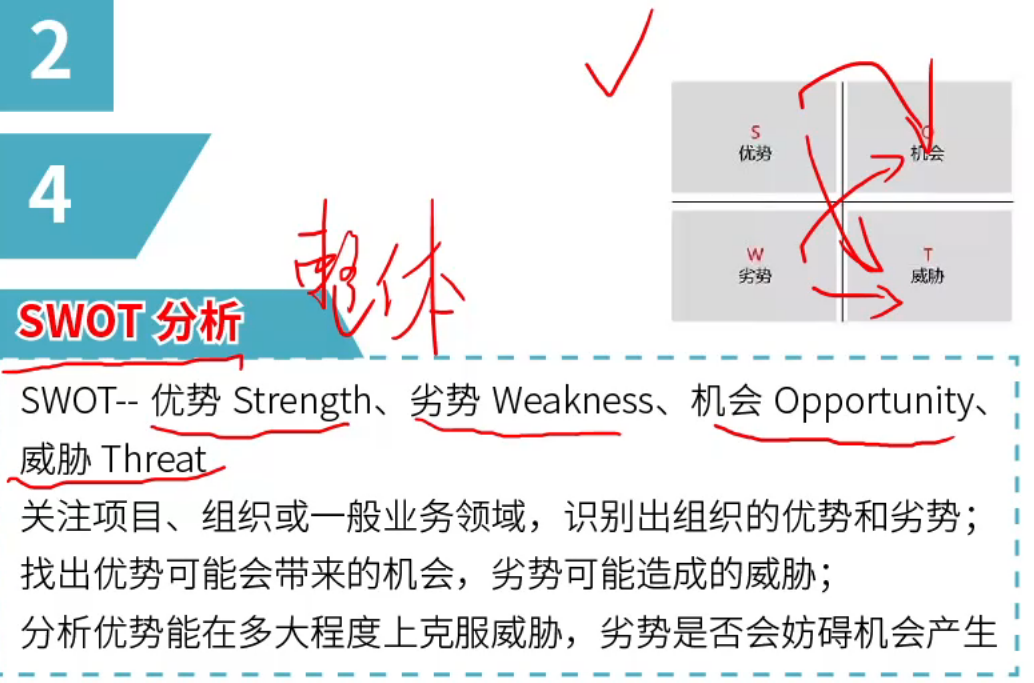 2
4
S
优势
O
机会
W
劣势
T
威胁
整体
SWOT 分析
SWOT-- 优势 Strength、劣势 Weakness、机会 Opportunity、
威胁 Threat
关注项目、组织或一般业务领域，识别出组织的优势和劣势；
找出优势可能会带来的机会，劣势可能造成的威胁；
分析优势能在多大程度上克服威胁，劣势是否会妨碍机会产生